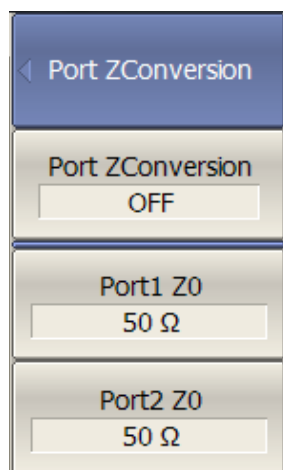 Port ZConversion
Port ZConversion
OFF
Port1 Z0
50 Ω
Port2 Z0
50 Ω